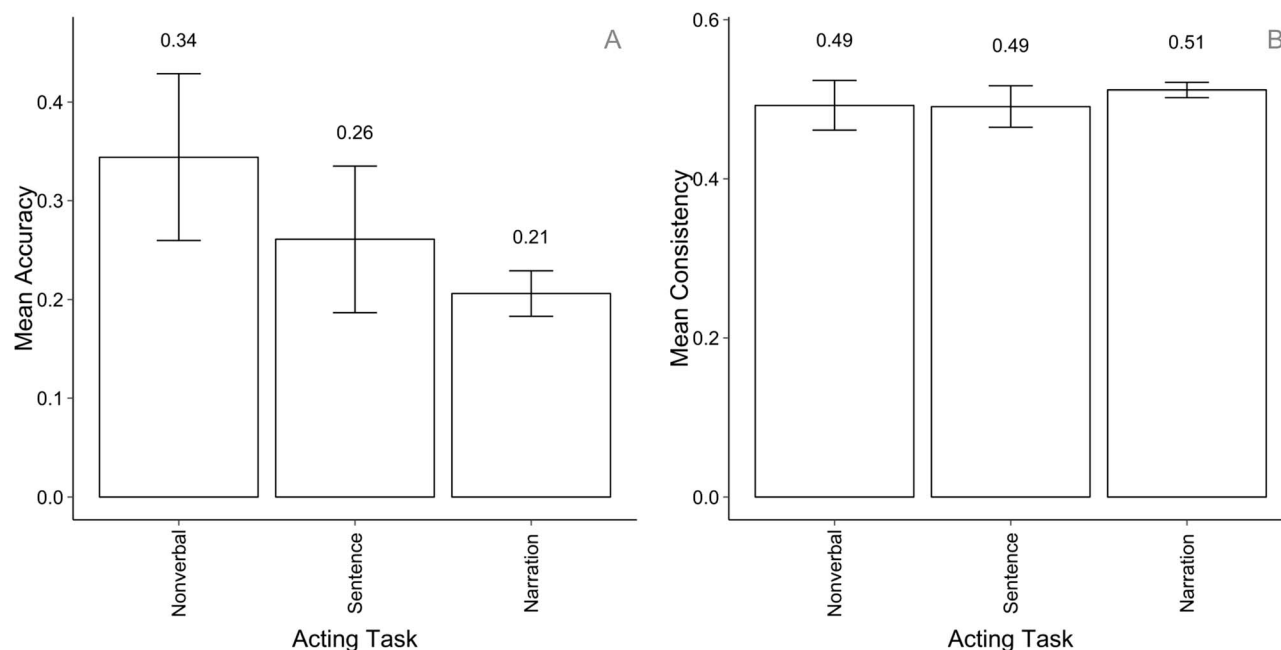 A
0.34
0.26
0.21
Mean Accuracy
0.4
0.3
0.2
0.1
0.0
Nonverbal
Sentence
Narration
Acting Task
B
0.49
0.49
0.51
Mean Consistency
0.6
0.4
0.2
0.0
Nonverbal
Sentence
Narration
Acting Task